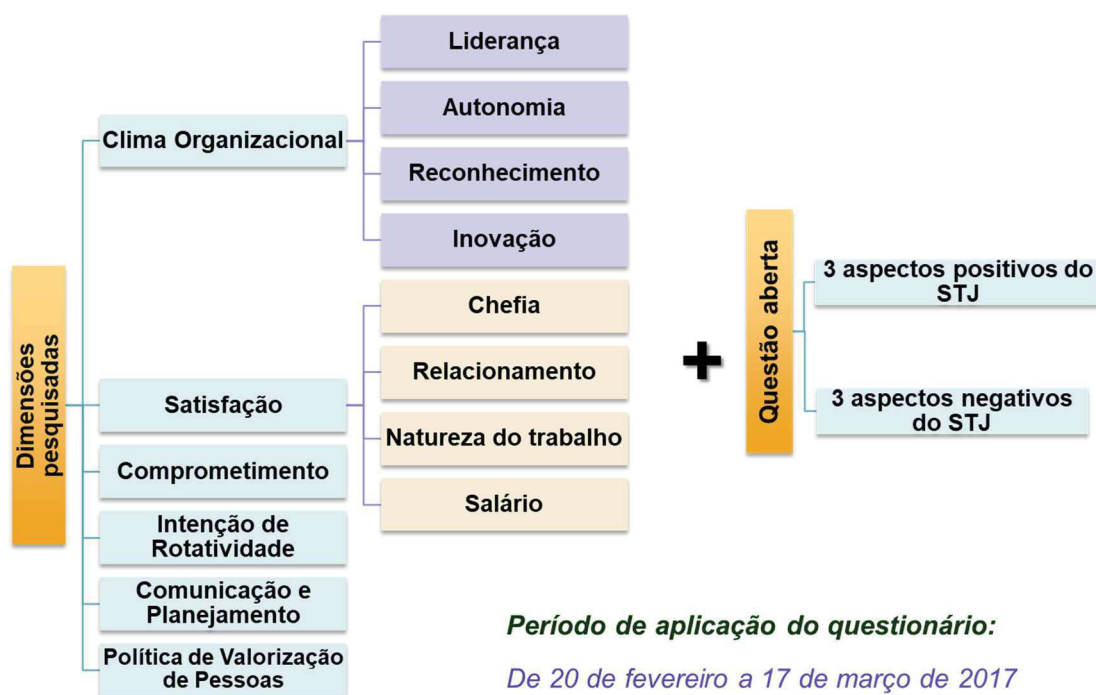 Dimensões
pesquisadas
Clima Organizacional
Liderança
Autonomia
Reconhecimento
Inovação
Satisfação
Chefia
Relacionamento
Natureza do trabalho
Salário
Comprometimento
Intenção de
Rotatividade
Comunicação e
Planejamento
Política de Valorização
de Pessoas
+
Questão aberta
3 aspectos positivos do
STJ
3 aspectos negativos
do STJ
Período de aplicação do questionário:
De 20 de fevereiro a 17 de março de 2017